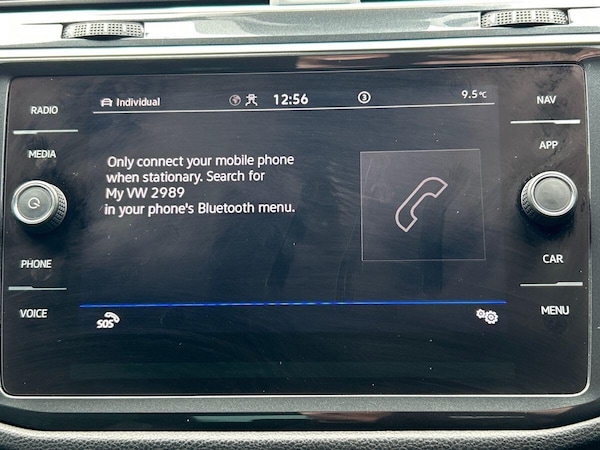 RADIO
MEDIA
PHONE
VOICE
Individual 12:56 3 9.5°C
Only connect your mobile phone
when stationary. Search for
My VW 2989
in your phone's Bluetooth menu.
SOS
NAV
APP
CAR
MENU